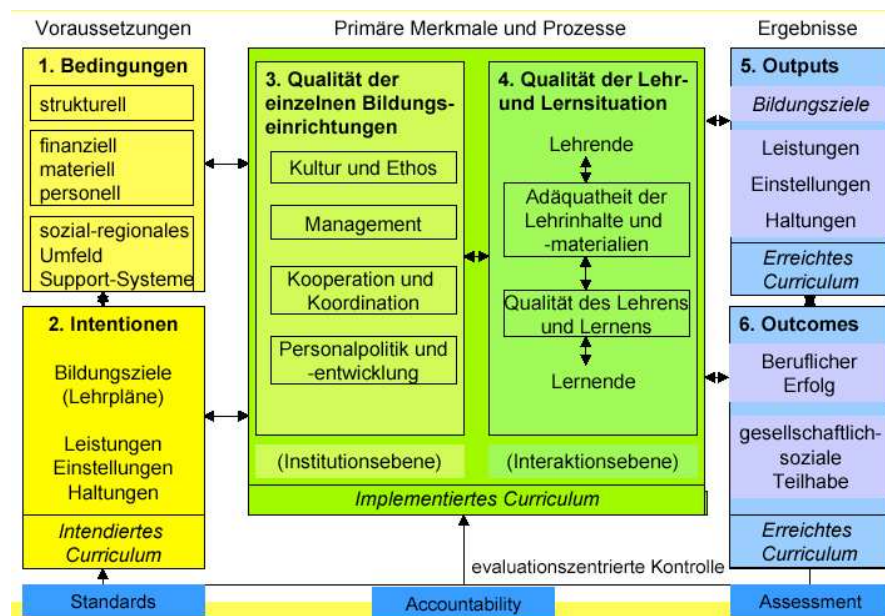 Voraussetzungen
Primäre Merkmale und Prozesse
Ergebnisse
1. Bedingungen
strukturell
finanziell
materiell
personell
sozial-regionales
Umfeld
Support-Systeme
2. Intentionen
Bildungsziele
(Lehrpläne)
Leistungen
Einstellungen
Haltungen
Intendiertes
Curriculum
3. Qualität der
einzelnen Bildungs-
einrichtungen
Kultur und Ethos
Management
Kooperation und
Koordination
Personalpolitik und
-entwicklung
(Institutionsebene)
4. Qualität der Lehr-
und Lernsituation
Lehrende
Adäquatheit der
Lehrinhalte und
-materialien
Qualität des Lehrens
und Lernens
Lernende
(Interaktionsebene)
Implementiertes Curriculum
5. Outputs
Bildungsziele
Leistungen
Einstellungen
Haltungen
Erreichtes
Curriculum
6. Outcomes
Beruflicher
Erfolg
gesellschaftlich-
soziale
Teilhabe
Erreichtes
Curriculum
evaluationszentrierte Kontrolle
Standards
Accountability
Assessment